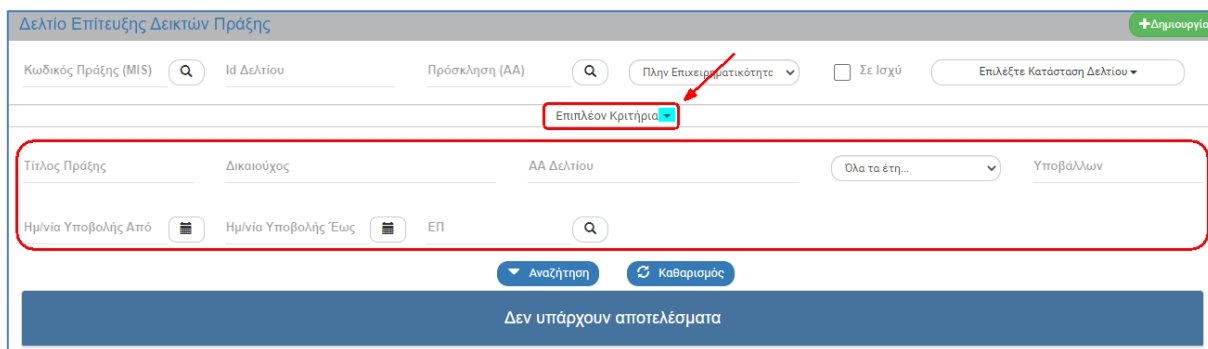 Δελτίο Επίτευξης Δεικτών Πράξης
Δημιουργία
Κωδικός Πράξης (MIS) Id Δελτίου Πρόσκληση (ΑΑ) Πλην Επιχειρηματικότητα Σε Ισχύ Επιλέξτε Κατάσταση Δελτίου
Επιπλέον Κριτήρια
Τίτλος Πράξης Δικαιούχος ΑΑ Δελτίου Όλα τα έτη... Υποβάλλων
Ημ/νία Υποβολής Από Ημ/νία Υποβολής Έως ΕΠ
Αναζήτηση Καθαρισμός
Δεν υπάρχουν αποτελέσματα